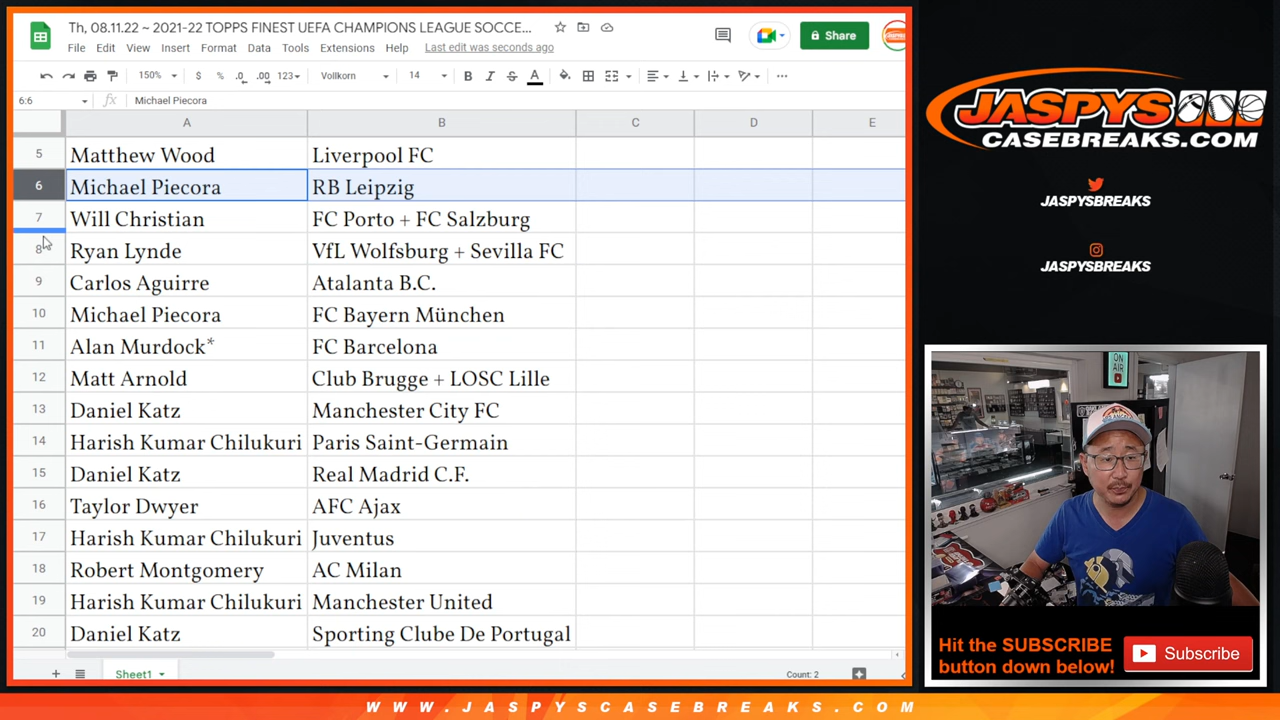 Th, 08.11.22 ~ 2021-22 TOPPS FINEST UEFA CHAMPIONS LEAGUE SOCCE...
File Edit View Insert Format Data Tools Extensions Help Last edit was seconds ago
Share
150% $ % .0 .00 123 Vollkorn 14 B I S A
6:6 fx Michael Piecora
A B C D E
5 Matthew Wood Liverpool FC
6 Michael Piecora RB Leipzig
7 Will Christian FC Porto + FC Salzburg
8 Ryan Lynde VfL Wolfsburg + Sevilla FC
9 Carlos Aguirre Atalanta B.C.
10 Michael Piecora FC Bayern München
11 Alan Murdock* FC Barcelona
12 Matt Arnold Club Brugge + LOSC Lille
13 Daniel Katz Manchester City FC
14 Harish Kumar Chilukuri Paris Saint-Germain
15 Daniel Katz Real Madrid C.F.
16 Taylor Dwyer AFC Ajax
17 Harish Kumar Chilukuri Juventus
18 Robert Montgomery AC Milan
19 Harish Kumar Chilukuri Manchester United
20 Daniel Katz Sporting Clube De Portugal
Sheet1 Count: 2
JASPYS
CASEBREAKS.COM
JASPYSBREAKS
JASPYSBREAKS
ON
AIR
Hit the SUBSCRIBE
button down below!
Subscribe
WWW.JASPYSCASEBREAKS.COM